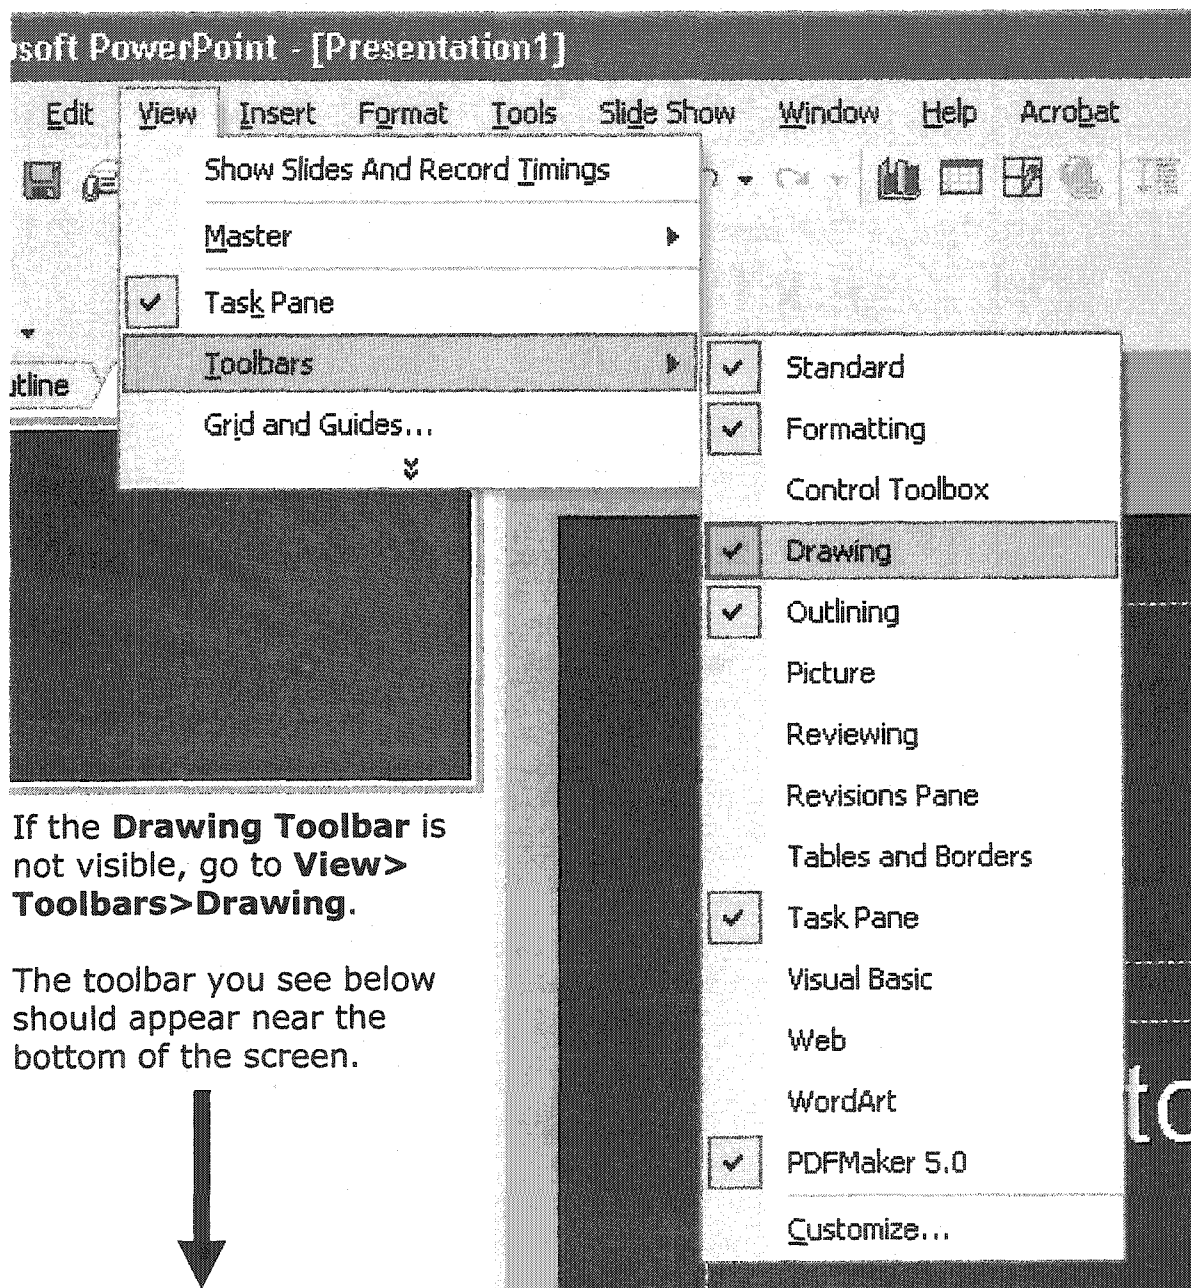 soft PowerPoint - [Presentation1]
Edit View Insert Format Tools Slide Show Window Help Acrobat
Show Slides And Record Timings
Master
Task Pane
Toolbars
Grid and Guides...
utline
Standard
Formatting
Control Toolbox
Drawing
Outlining
Picture
Reviewing
Revisions Pane
Tables and Borders
Task Pane
Visual Basic
Web
WordArt
PDFMaker 5.0
Customize...
If the Drawing Toolbar is
not visible, go to View>
Toolbars>Drawing.
The toolbar you see below
should appear near the
bottom of the screen.
to